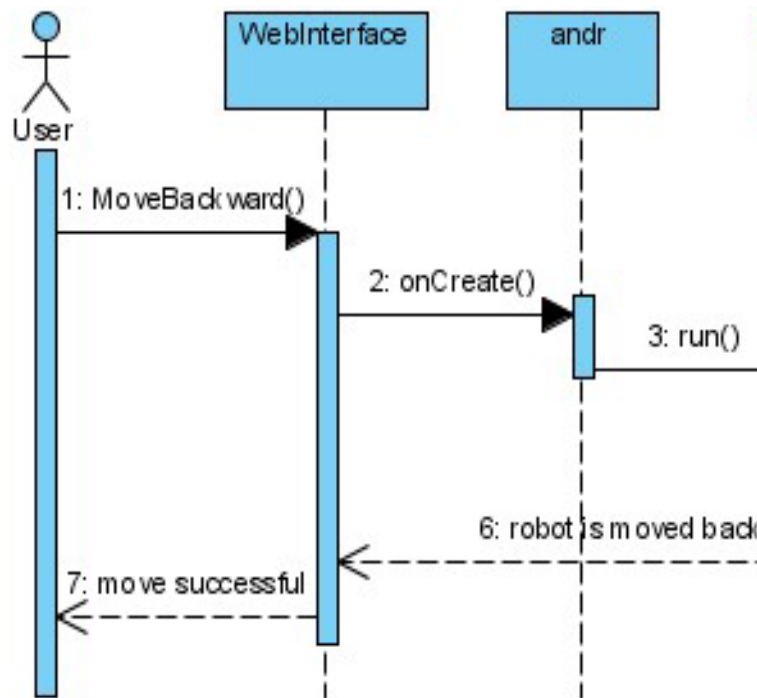 WebInterface
andr
User
1: MoveBackward()
2: onCreate()
3: run()
6: robot is moved back
7: move successful